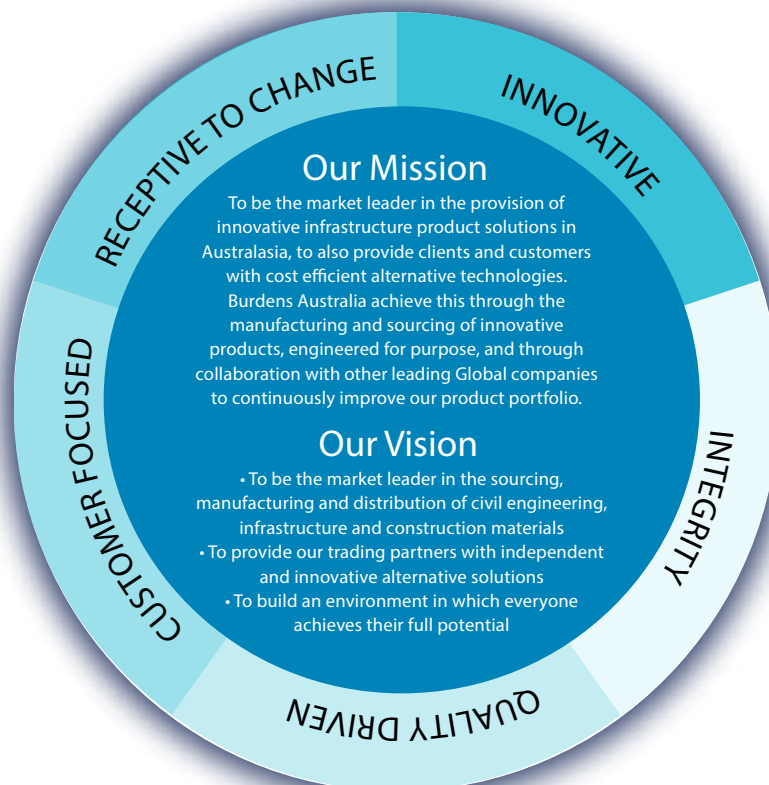 RECEPTIVE TO CHANGE
INNOVATIVE
INTEGRITY
QUALITY DRIVEN
CUSTOMER FOCUSED
Our Mission
To be the market leader in the provision of
innovative infrastructure product solutions in
Australasia, to also provide clients and customers
with cost efficient alternative technologies.
Burdens Australia achieve this through the
manufacturing and sourcing of innovative
products, engineered for purpose, and through
collaboration with other leading Global companies
to continuously improve our product portfolio.
Our Vision
• To be the market leader in the sourcing,
manufacturing and distribution of civil engineering,
infrastructure and construction materials
• To provide our trading partners with independent
and innovative alternative solutions
• To build an environment in which everyone
achieves their full potential